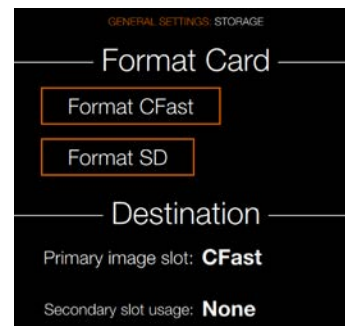 GENERAL SETTINGS: STORAGE
Format Card
Format CFast
Format SD
Destination
Primary image slot: CFast
Secondary slot usage: None